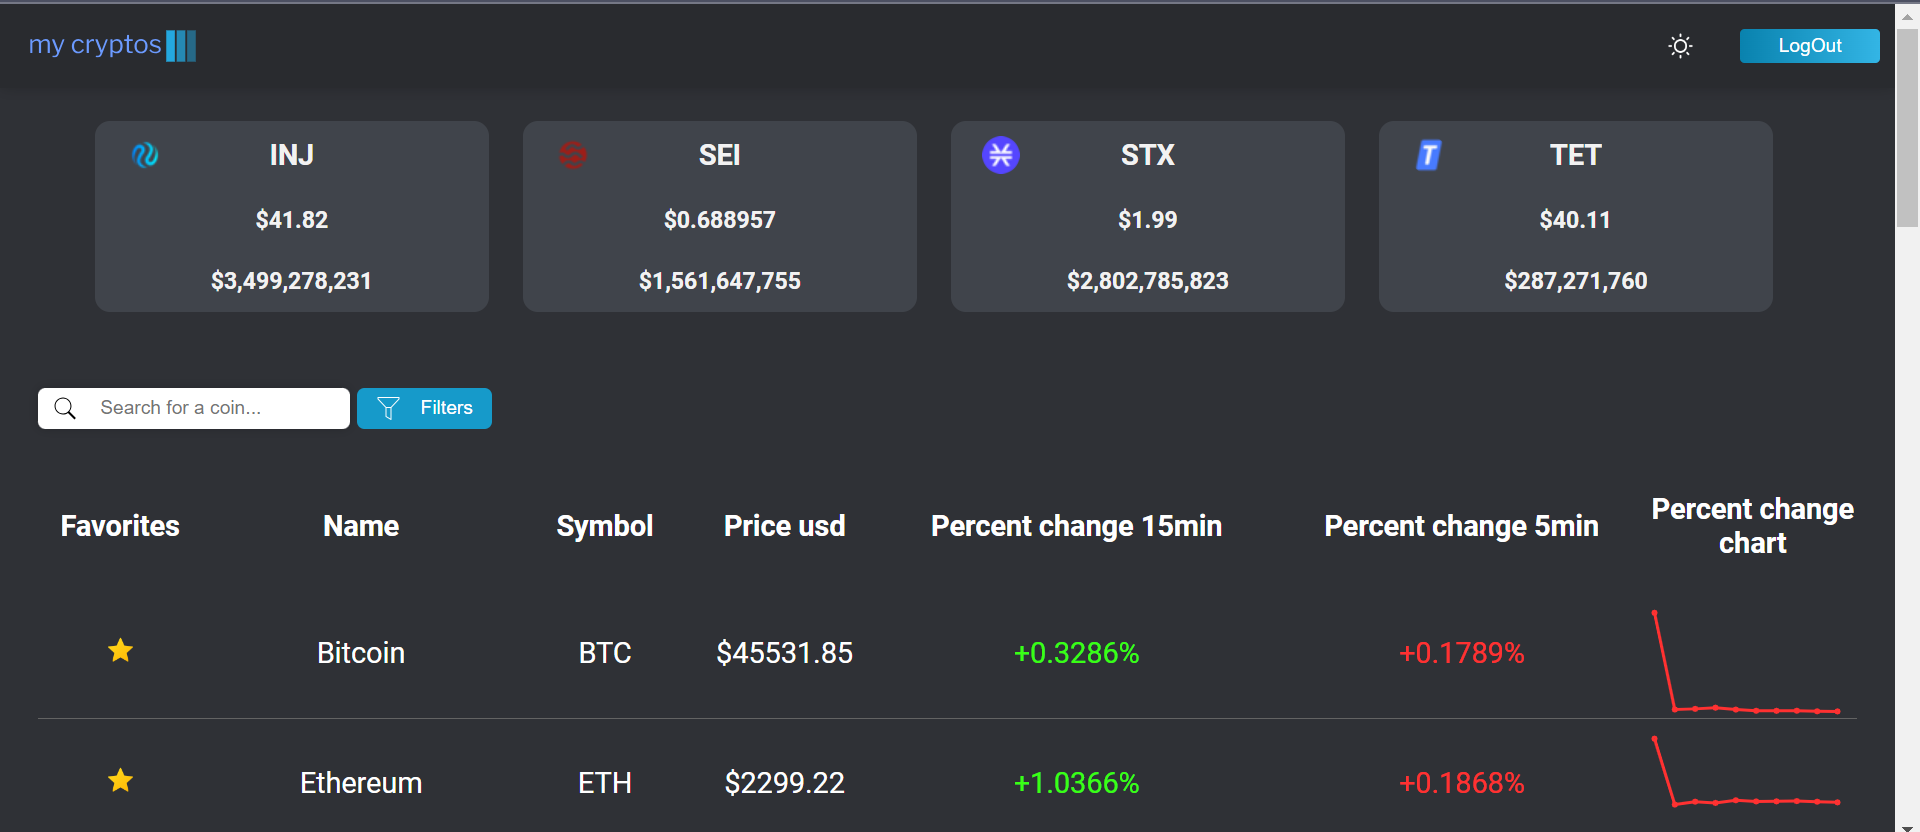 my cryptos
LogOut
INJ
$41.82
$3,499,278,231
SEI
$0.688957
$1,561,647,755
STX
$1.99
$2,802,785,823
T
TET
$40.11
$287,271,760
Search for a coin...
Filters
Favorites Name Symbol Price usd Percent change 15min Percent change 5min Percent change
chart
Bitcoin BTC $45531.85 +0.3286% +0.1789%
Ethereum ETH $2299.22 +1.0366% +0.1868%